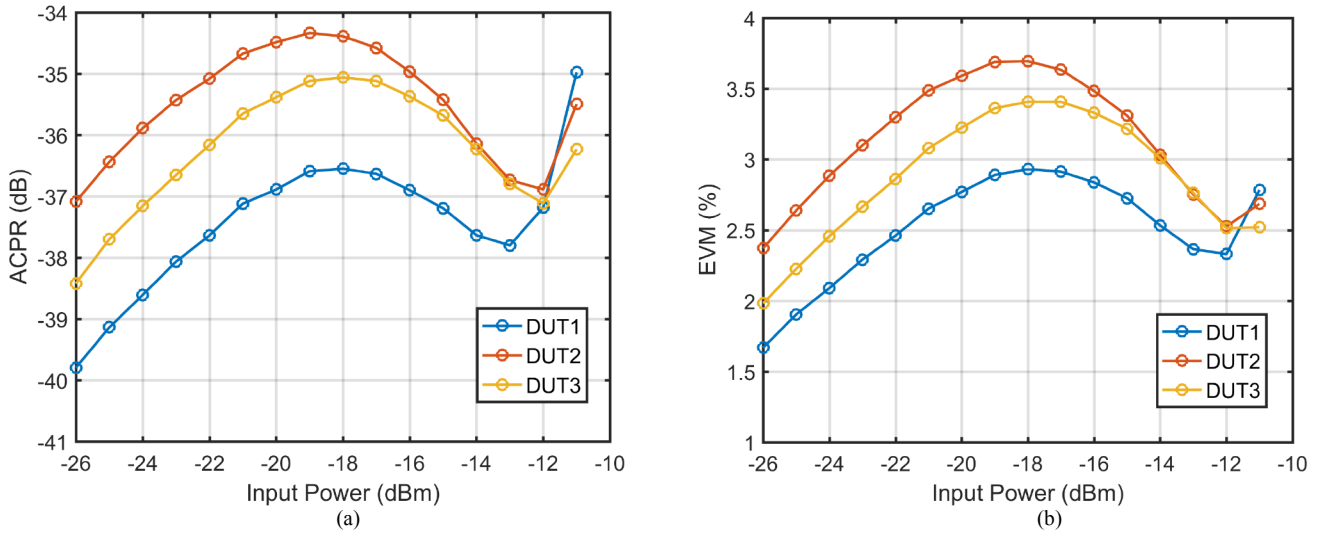 -34
-35
-36
-37
-38
-39
-40
-41
ACPR (dB)
-26 -24 -22 -20 -18 -16 -14 -12 -10
Input Power (dBm)
DUT1
DUT2
DUT3
(a)
4
3.5
3
2.5
2
1.5
1
EVM (%)
-26 -24 -22 -20 -18 -16 -14 -12 -10
Input Power (dBm)
DUT1
DUT2
DUT3
(b)